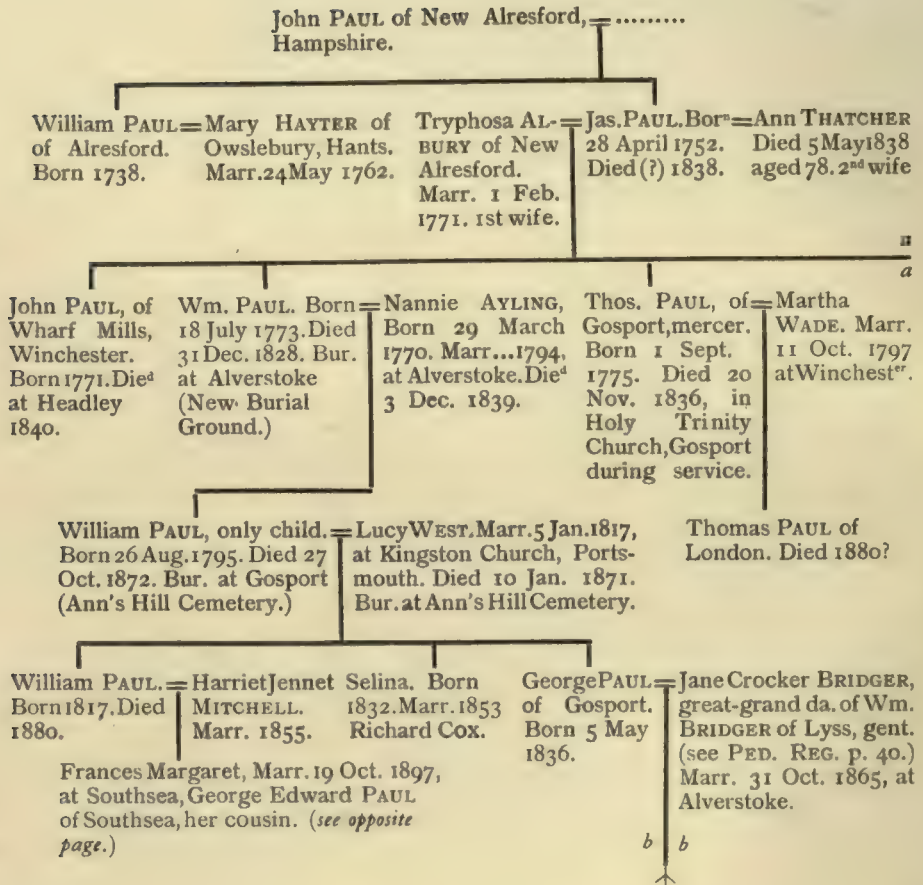 John PAUL of New Alresford, = .........
Hampshire.
William PAUL =
of Alresford.
Born 1738.
Mary HAYTER of
Owslebury, Hants.
Marr. 24 May 1762.
Tryphosa AL-
BURY of New
Alresford.
Marr. 1 Feb.
1771. 1st wife.
= Jas. PAUL. Borⁿ =
28 April 1752.
Died (?) 1838.
Ann THATCHER
Died 5 May 1838
aged 78. 2ⁿᵈ wife
a
John PAUL, of
Wharf Mills,
Winchester.
Born 1771. Dieᵈ
at Headley
1840.
Wm. PAUL. Born =
18 July 1773. Died
31 Dec. 1828. Bur.
at Alverstoke
(New Burial
Ground.)
Nannie AYLING,
Born 29 March
1770. Marr...1794,
at Alverstoke. Dieᵈ
3 Dec. 1839.
Thos. PAUL, of =
Gosport, mercer.
Born 1 Sept.
1775. Died 20
Nov. 1836, in
Holy Trinity
Church, Gosport
during service.
Martha
WADE. Marr.
11 Oct. 1797
at Winchestᵉʳ.
William PAUL, only child. =
Born 26 Aug. 1795. Died 27
Oct. 1872. Bur. at Gosport
(Ann's Hill Cemetery.)
Lucy WEST. Marr. 5 Jan. 1817,
at Kingston Church, Ports-
mouth. Died 10 Jan. 1871.
Bur. at Ann's Hill Cemetery.
Thomas PAUL of
London. Died 1880?
William PAUL. =
Born 1817. Died
1880.
Harriet Jennet
MITCHELL.
Marr. 1855.
Selina. Born
1832. Marr. 1853
Richard Cox.
George PAUL =
of Gosport.
Born 5 May
1836.
Jane Crocker BRIDGER,
great-grand da. of Wm.
BRIDGER of Lyss, gent.
(see PED. REG. p. 40.)
Marr. 31 Oct. 1865, at
Alverstoke.
Frances Margaret, Marr. 19 Oct. 1897,
at Southsea, George Edward PAUL
of Southsea, her cousin. (see opposite
page.)
b b